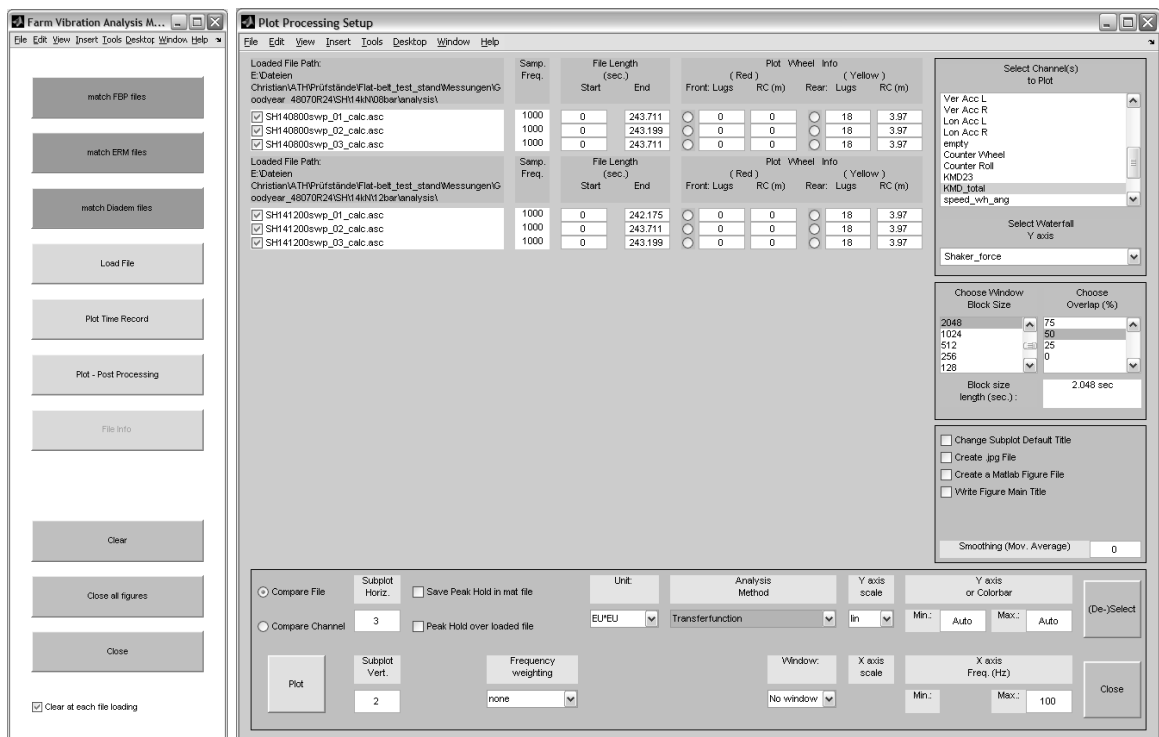 Farm Vibration Analysis M...
File Edit View Insert Tools Desktop Window Help
match FBP files
match ERM files
match Diadem files
Load File
Plot Time Record
Plot - Post Processing
File Info
Clear
Close all figures
Close
Clear at each file loading
Plot Processing Setup
File Edit View Insert Tools Desktop Window Help
Loaded File Path:
E:\Dateien
Christian\ATH\Prüfstände\Flat-belt_test_stand\Messungen\G
oodyear_48070R24\SH\14kN\08bar\analysis\
Samp.
Freq.
File Length
(sec.)
Start End
Plot Wheel Info
( Red ) ( Yellow )
Front: Lugs RC (m) Rear: Lugs RC (m)
SH140800swp_01_calc.asc 1000 0 243.711 0 0 18 3.97
SH140800swp_02_calc.asc 1000 0 243.199 0 0 18 3.97
SH140800swp_03_calc.asc 1000 0 243.711 0 0 18 3.97
Loaded File Path:
E:\Dateien
Christian\ATH\Prüfstände\Flat-belt_test_stand\Messungen\G
oodyear_48070R24\SH\14kN\12bar\analysis\
Samp.
Freq.
File Length
(sec.)
Start End
Plot Wheel Info
( Red ) ( Yellow )
Front: Lugs RC (m) Rear: Lugs RC (m)
SH141200swp_01_calc.asc 1000 0 242.175 0 0 18 3.97
SH141200swp_02_calc.asc 1000 0 243.711 0 0 18 3.97
SH141200swp_03_calc.asc 1000 0 243.199 0 0 18 3.97
Select Channel(s)
to Plot
Ver Acc L
Ver Acc R
Lon Acc L
Lon Acc R
empty
Counter Wheel
Counter Roll
KMD23
KMD_total
speed_wh_ang
Select Waterfall
Y axis
Shaker_force
Choose Window
Block Size
2048
1024
512
256
128
Choose
Overlap (%)
75
50
25
0
Block size
length (sec.) :
2.048 sec
Change Subplot Default Title
Create .jpg File
Create a Matlab Figure File
Write Figure Main Title
Smoothing (Mov. Average) 0
Compare File
Compare Channel
Subplot
Horiz.
3
Save Peak Hold in mat file
Peak Hold over loaded file
Unit:
EU*EU
Analysis
Method
Transferfunction
Y axis
scale
lin
Y axis
or Colorbar
Min.: Auto Max.: Auto
(De-)Select
Plot
Subplot
Vert.
2
Frequency
weighting
none
Window:
No window
X axis
scale
X axis
Freq. (Hz)
Min.: Max.: 100
Close